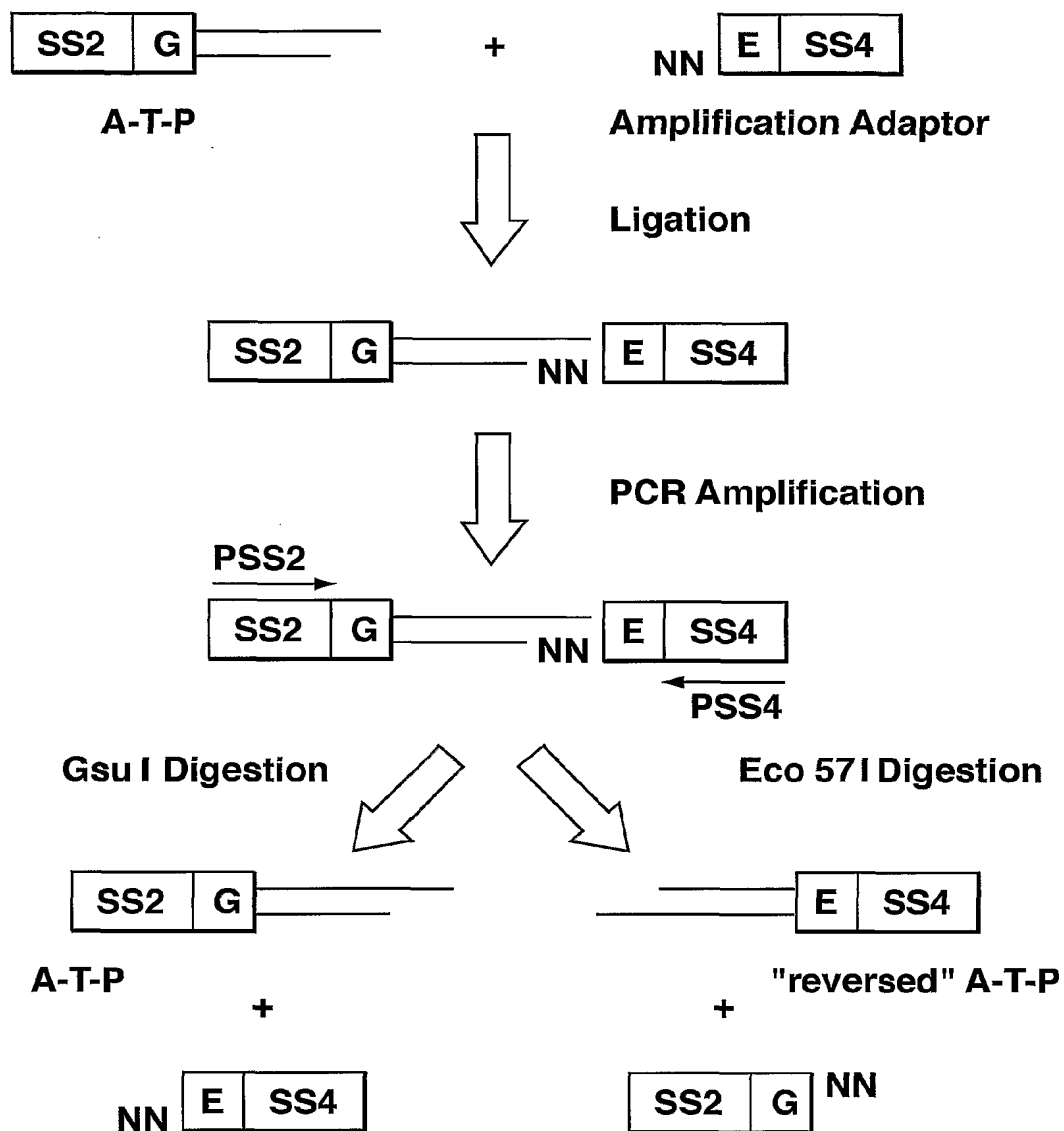 SS2 G + NN E SS4
A-T-P Amplification Adaptor
Ligation
SS2 G NN E SS4
PCR Amplification
PSS2
SS2 G NN E SS4
PSS4
Gsu I Digestion Eco 57I Digestion
SS2 G E SS4
A-T-P "reversed" A-T-P
+ +
NN E SS4 SS2 G NN